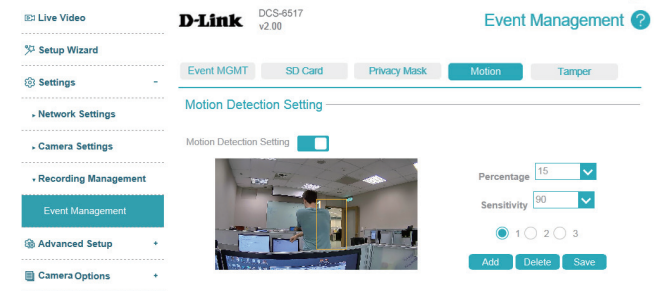 Live Video
Setup Wizard
Settings -
Network Settings
Camera Settings
Recording Management
Event Management
Advanced Setup +
Camera Options +
D-Link DCS-6517
v2.00
Event Management ?
Event MGMT SD Card Privacy Mask Motion Tamper
Motion Detection Setting
Motion Detection Setting
1
Percentage 15
Sensitivity 90
1 2 3
Add Delete Save